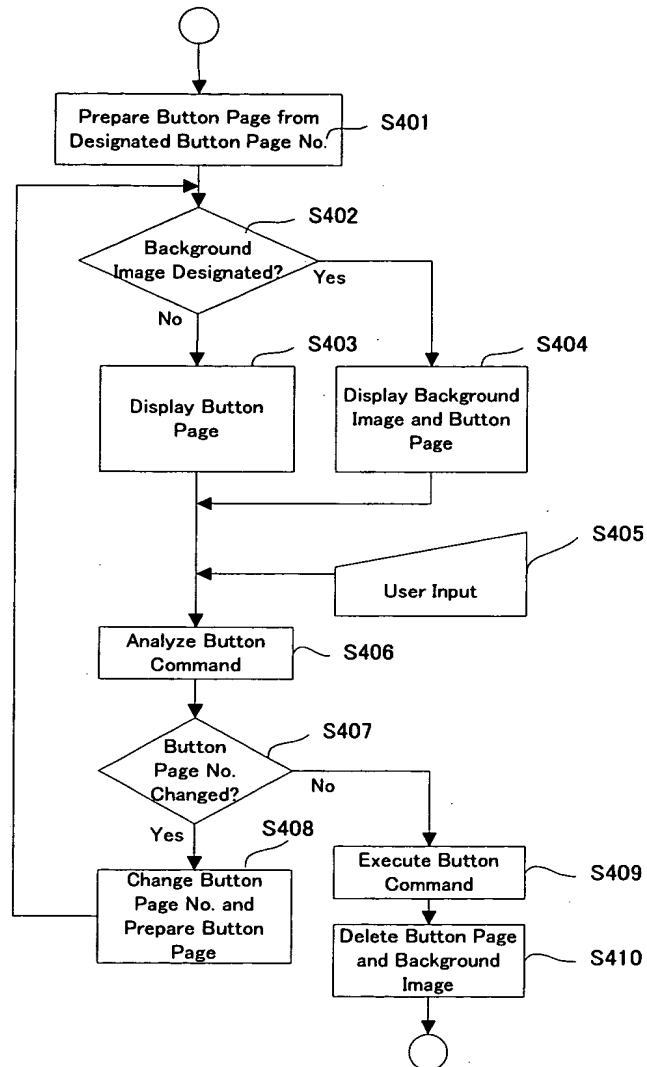 Prepare Button Page from
Designated Button Page No.
S401
S402
Background
Image Designated?
Yes
No
S403
S404
Display Button
Page
Display Background
Image and Button
Page
S405
User Input
Analyze Button
Command
S406
S407
Button
Page No.
Changed?
No
Yes
S408
Change Button
Page No. and
Prepare Button
Page
Execute Button
Command
S409
Delete Button Page
and Background
Image
S410